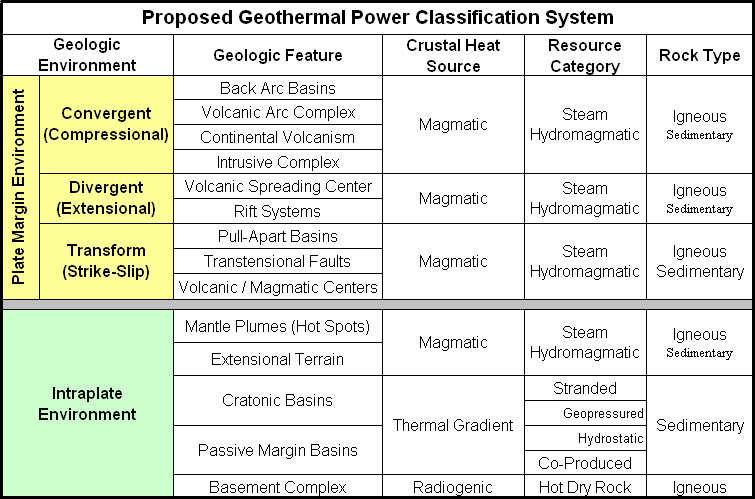 Proposed Geothermal Power Classification System
Geologic
Environment
Geologic Feature
Crustal Heat
Source
Resource
Category
Rock Type
Plate Margin Environment
Convergent
(Compressional)
Back Arc Basins
Volcanic Arc Complex
Continental Volcanism
Intrusive Complex
Magmatic
Steam
Hydromagmatic
Igneous
Sedimentary
Divergent
(Extensional)
Volcanic Spreading Center
Rift Systems
Magmatic
Steam
Hydromagmatic
Igneous
Sedimentary
Transform
(Strike-Slip)
Pull-Apart Basins
Transtensional Faults
Volcanic / Magmatic Centers
Magmatic
Steam
Hydromagmatic
Igneous
Sedimentary
Intraplate
Environment
Mantle Plumes (Hot Spots)
Extensional Terrain
Magmatic
Steam
Hydromagmatic
Igneous
Sedimentary
Cratonic Basins
Passive Margin Basins
Thermal Gradient
Stranded
Geopressured
Hydrostatic
Co-Produced
Sedimentary
Basement Complex
Radiogenic
Hot Dry Rock
Igneous